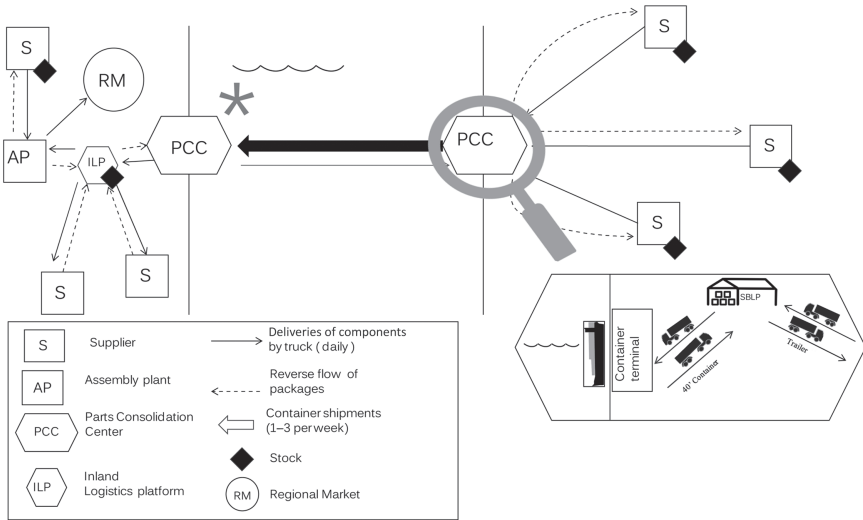 S
RM
AP
ILP
PCC
*
PCC
S
S
S
S
S
SBLP
Container
terminal
40' Container
Trailer
S
Supplier
Deliveries of components
by truck ( daily )
AP
Assembly plant
Reverse flow of
packages
PCC
Parts Consolidation
Center
Container shipments
(1–3 per week)
Stock
ILP
Inland
Logistics platform
RM
Regional Market